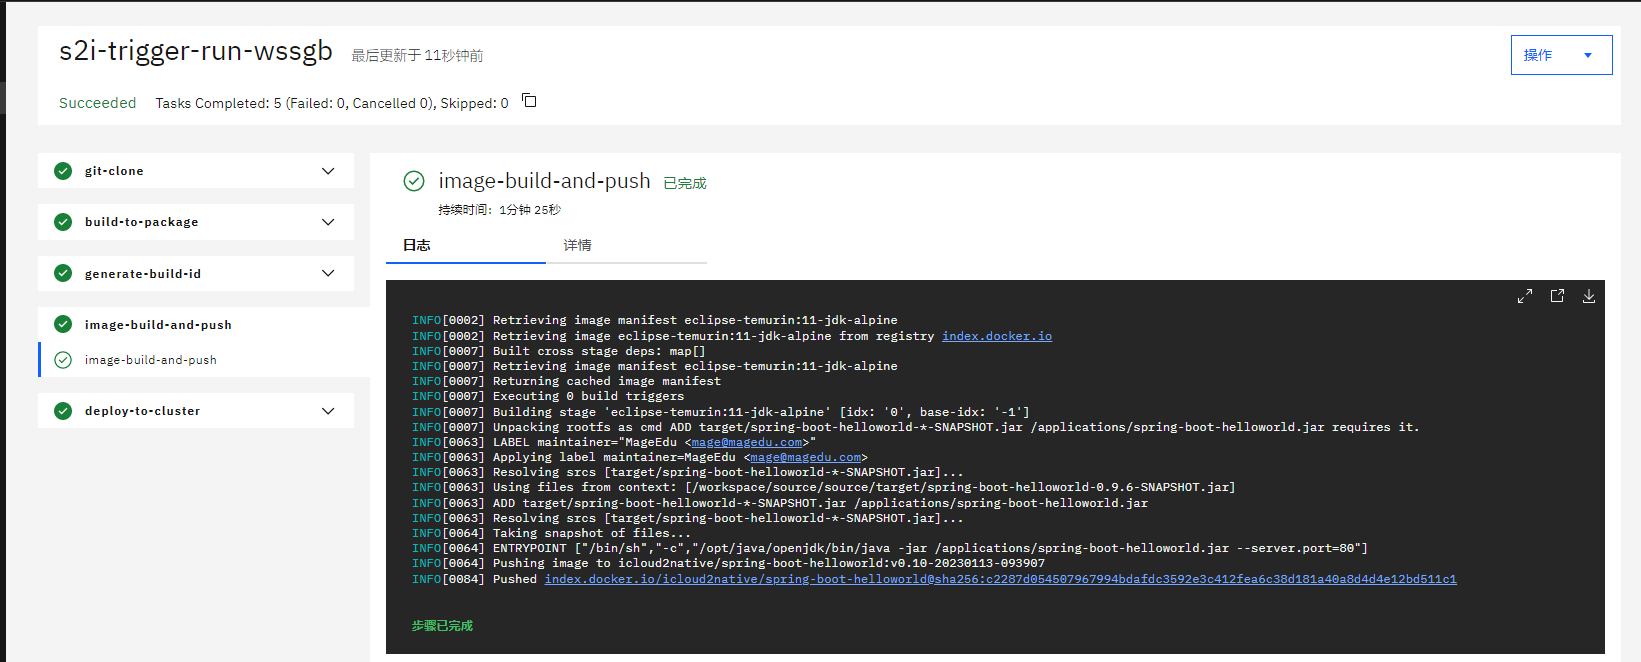 s2i-trigger-run-wssgb 最后更新于 11秒钟前
操作
Succeeded Tasks Completed: 5 (Failed: 0, Cancelled 0), Skipped: 0
git-clone
build-to-package
generate-build-id
image-build-and-push
image-build-and-push
deploy-to-cluster
image-build-and-push 已完成
持续时间: 1分钟 25秒
日志 详情
INFO[0002] Retrieving image manifest eclipse-temurin:11-jdk-alpine
INFO[0002] Retrieving image eclipse-temurin:11-jdk-alpine from registry index.docker.io
INFO[0007] Built cross stage deps: map[]
INFO[0007] Retrieving image manifest eclipse-temurin:11-jdk-alpine
INFO[0007] Returning cached image manifest
INFO[0007] Executing 0 build triggers
INFO[0007] Building stage 'eclipse-temurin:11-jdk-alpine' [idx: '0', base-idx: '-1']
INFO[0007] Unpacking rootfs as cmd ADD target/spring-boot-helloworld-*-SNAPSHOT.jar /applications/spring-boot-helloworld.jar requires it.
INFO[0063] LABEL maintainer="MageEdu <mage@magedu.com>"
INFO[0063] Applying label maintainer=MageEdu <mage@magedu.com>
INFO[0063] Resolving srcs [target/spring-boot-helloworld-*-SNAPSHOT.jar]...
INFO[0063] Using files from context: [/workspace/source/source/target/spring-boot-helloworld-0.9.6-SNAPSHOT.jar]
INFO[0063] ADD target/spring-boot-helloworld-*-SNAPSHOT.jar /applications/spring-boot-helloworld.jar
INFO[0063] Resolving srcs [target/spring-boot-helloworld-*-SNAPSHOT.jar]...
INFO[0064] Taking snapshot of files...
INFO[0064] ENTRYPOINT ["/bin/sh","-c","/opt/java/openjdk/bin/java -jar /applications/spring-boot-helloworld.jar --server.port=80"]
INFO[0064] Pushing image to icloud2native/spring-boot-helloworld:v0.10-20230113-093907
INFO[0084] Pushed index.docker.io/icloud2native/spring-boot-helloworld@sha256:c2287d054507967994bdafdc3592e3c412fea6c38d181a40a8d4d4e12bd511c1
步骤已完成